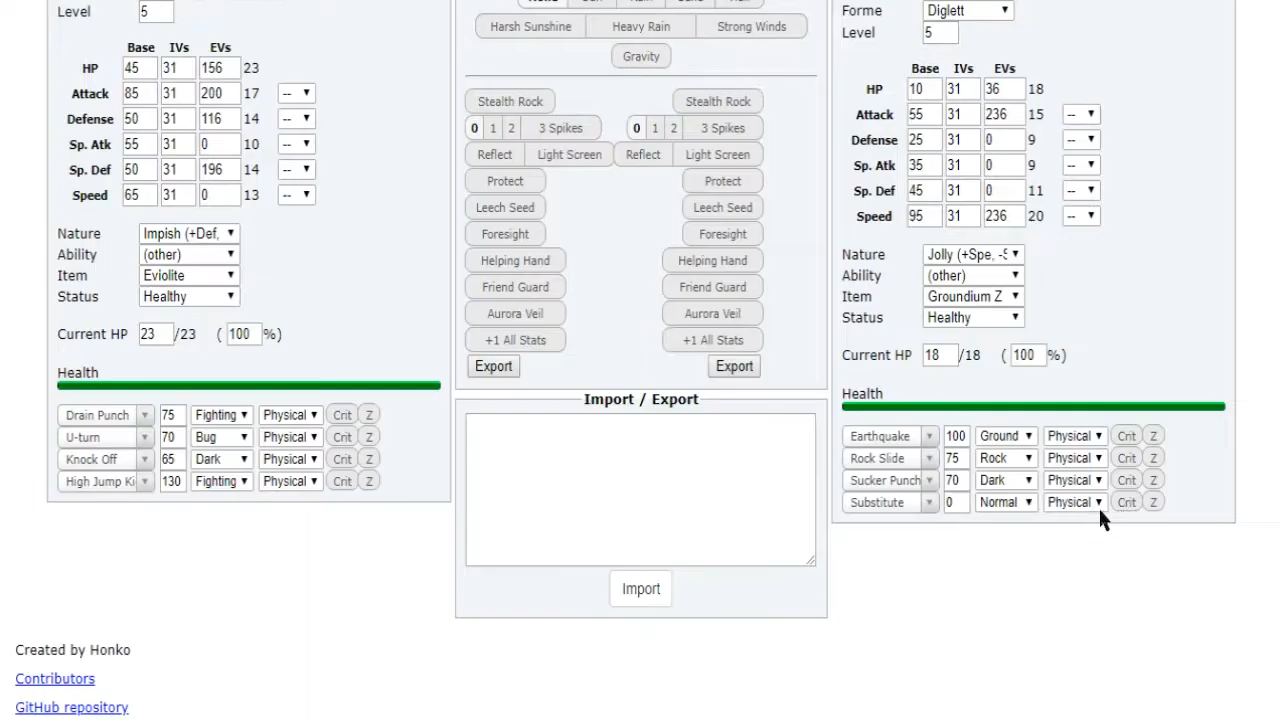 Level 5
Base IVs EVs
HP 45 31 156 23
Attack 85 31 200 17 --
Defense 50 31 116 14 --
Sp. Atk 55 31 0 10 --
Sp. Def 50 31 196 14 --
Speed 65 31 0 13 --
Nature Impish (+Def,
Ability (other)
Item Eviolite
Status Healthy
Current HP 23 /23 ( 100 %)
Health
Drain Punch 75 Fighting Physical Crit Z
U-turn 70 Bug Physical Crit Z
Knock Off 65 Dark Physical Crit Z
High Jump Ki 130 Fighting Physical Crit Z
Harsh Sunshine Heavy Rain Strong Winds
Gravity
Stealth Rock Stealth Rock
0 1 2 3 Spikes 0 1 2 3 Spikes
Reflect Light Screen Reflect Light Screen
Protect Protect
Leech Seed Leech Seed
Foresight Foresight
Helping Hand Helping Hand
Friend Guard Friend Guard
Aurora Veil Aurora Veil
+1 All Stats +1 All Stats
Export Export
Import / Export
Import
Forme Diglett
Level 5
Base IVs EVs
HP 10 31 36 18
Attack 55 31 236 15 --
Defense 25 31 0 9 --
Sp. Atk 35 31 0 9 --
Sp. Def 45 31 0 11 --
Speed 95 31 236 20 --
Nature Jolly (+Spe, -S
Ability (other)
Item Groundium Z
Status Healthy
Current HP 18 /18 ( 100 %)
Health
Earthquake 100 Ground Physical Crit Z
Rock Slide 75 Rock Physical Crit Z
Sucker Punch 70 Dark Physical Crit Z
Substitute 0 Normal Physical Crit Z
Created by Honko
Contributors
GitHub repository